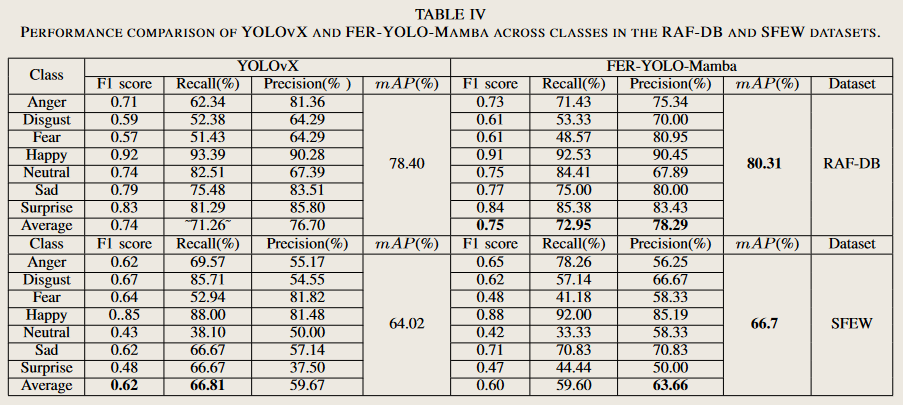 TABLE IV
PERFORMANCE COMPARISON OF YOLOVX AND FER-YOLO-MAMBA ACROSS CLASSES IN THE RAF-DB AND SFEW DATASETS.
Class YOLOvX FER-YOLO-Mamba
F1 score Recall(%) Precision(% ) mAP(%) F1 score Recall(%) Precision(%) mAP(%) Dataset
Anger 0.71 62.34 81.36 78.40 0.73 71.43 75.34 80.31 RAF-DB
Disgust 0.59 52.38 64.29 0.61 53.33 70.00
Fear 0.57 51.43 64.29 0.61 48.57 80.95
Happy 0.92 93.39 90.28 0.91 92.53 90.45
Neutral 0.74 82.51 67.39 0.75 84.41 67.89
Sad 0.79 75.48 83.51 0.77 75.00 80.00
Surprise 0.83 81.29 85.80 0.84 85.38 83.43
Average 0.74 ˜71.26˜ 76.70 0.75 72.95 78.29
Class F1 score Recall(%) Precision(%) mAP(%) F1 score Recall(%) Precision(%) mAP(%) Dataset
Anger 0.62 69.57 55.17 64.02 0.65 78.26 56.25 66.7 SFEW
Disgust 0.67 85.71 54.55 0.62 57.14 66.67
Fear 0.64 52.94 81.82 0.48 41.18 58.33
Happy 0..85 88.00 81.48 0.88 92.00 85.19
Neutral 0.43 38.10 50.00 0.42 33.33 58.33
Sad 0.62 66.67 57.14 0.71 70.83 70.83
Surprise 0.48 66.67 37.50 0.47 44.44 50.00
Average 0.62 66.81 59.67 0.60 59.60 63.66